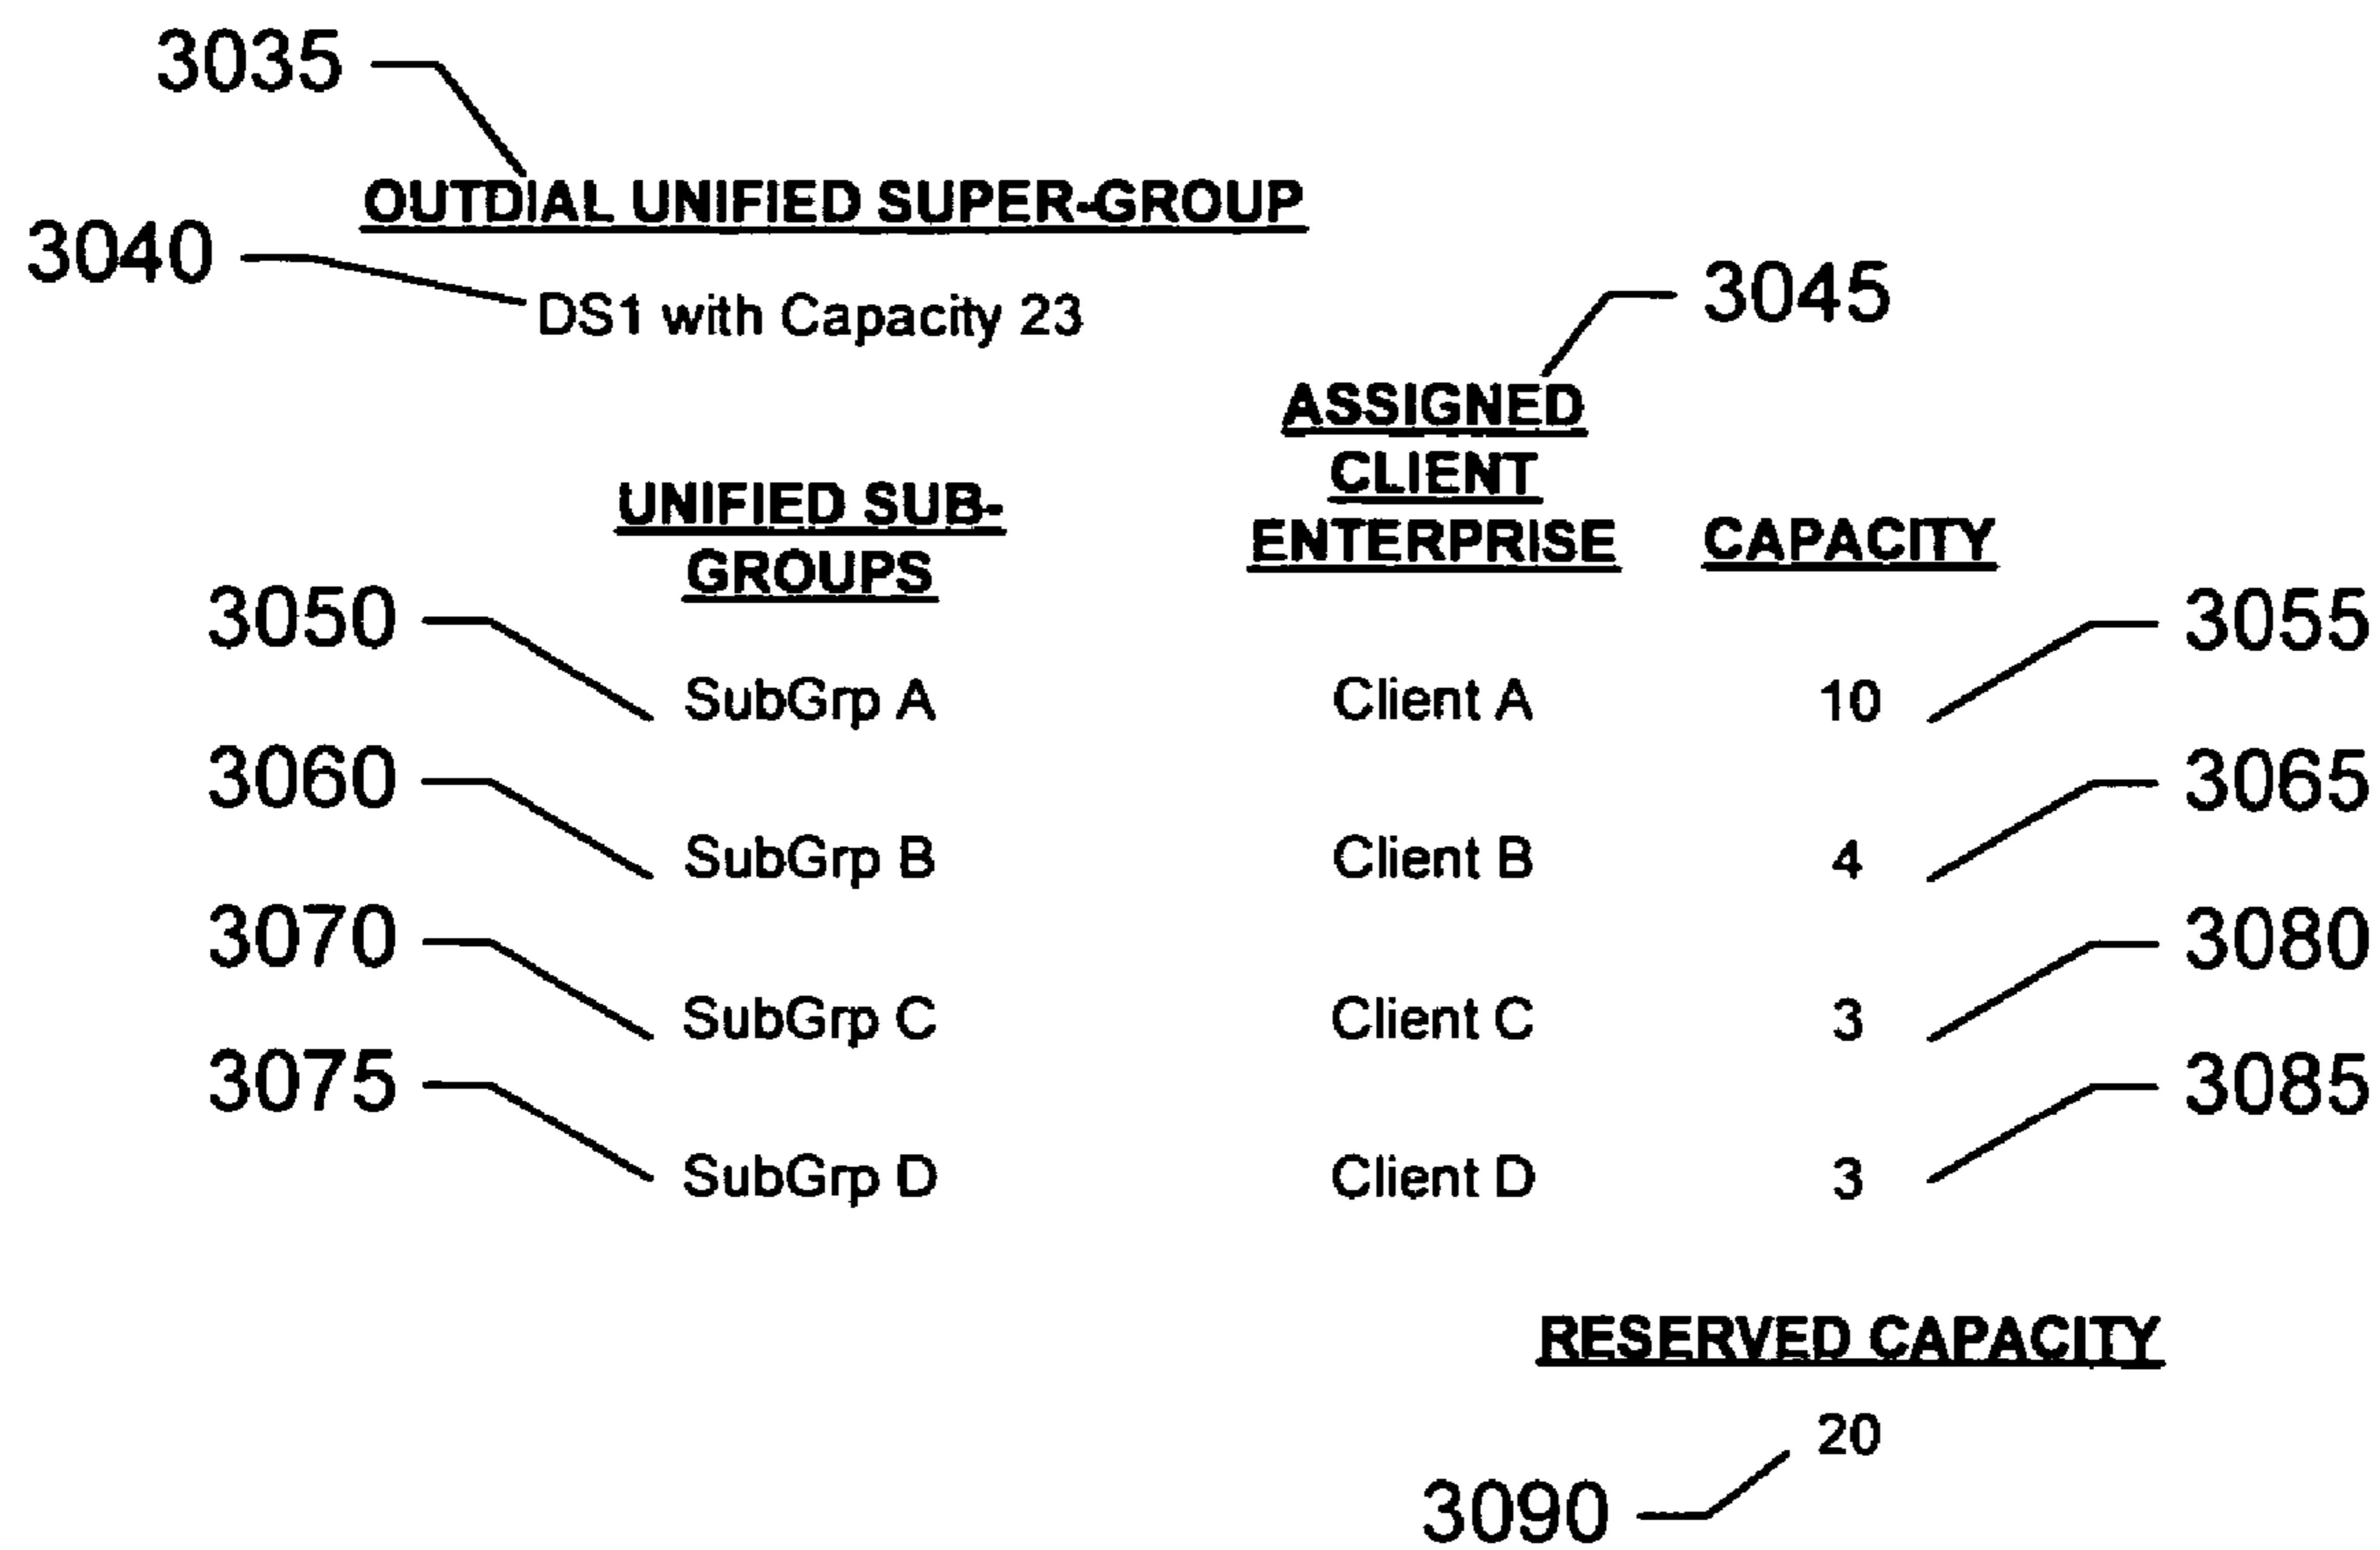 3035
OUTDIAL UNIFIED SUPER-GROUP
3040
DS1 with Capacity 23
3045
ASSIGNED
CLIENT
ENTERPRISE
UNIFIED SUB-
GROUPS
CAPACITY
3050
3055
SubGrp A Client A 10
3060
3065
SubGrp B Client B 4
3070
3080
SubGrp C Client C 3
3075
3085
SubGrp D Client D 3
RESERVED CAPACITY
20
3090